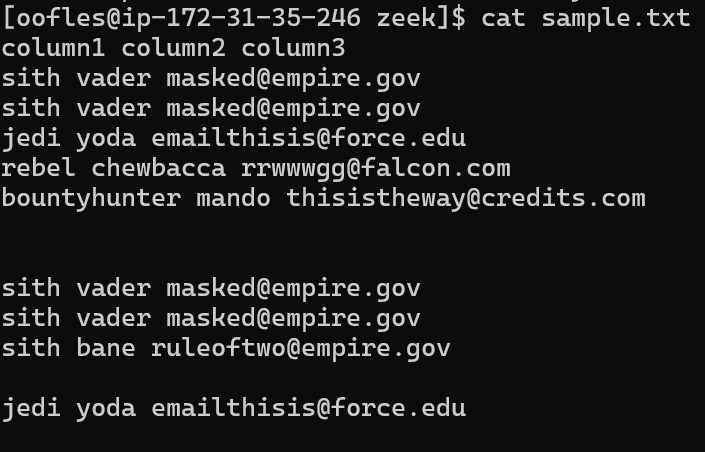 [oofles@ip-172-31-35-246 zeek]$ cat sample.txt
column1 column2 column3
sith vader masked@empire.gov
sith vader masked@empire.gov
jedi yoda emailthisis@force.edu
rebel chewbacca rrwwwgg@falcon.com
bountyhunter mando thisistheway@credits.com
sith vader masked@empire.gov
sith vader masked@empire.gov
sith bane ruleoftwo@empire.gov
jedi yoda emailthisis@force.edu